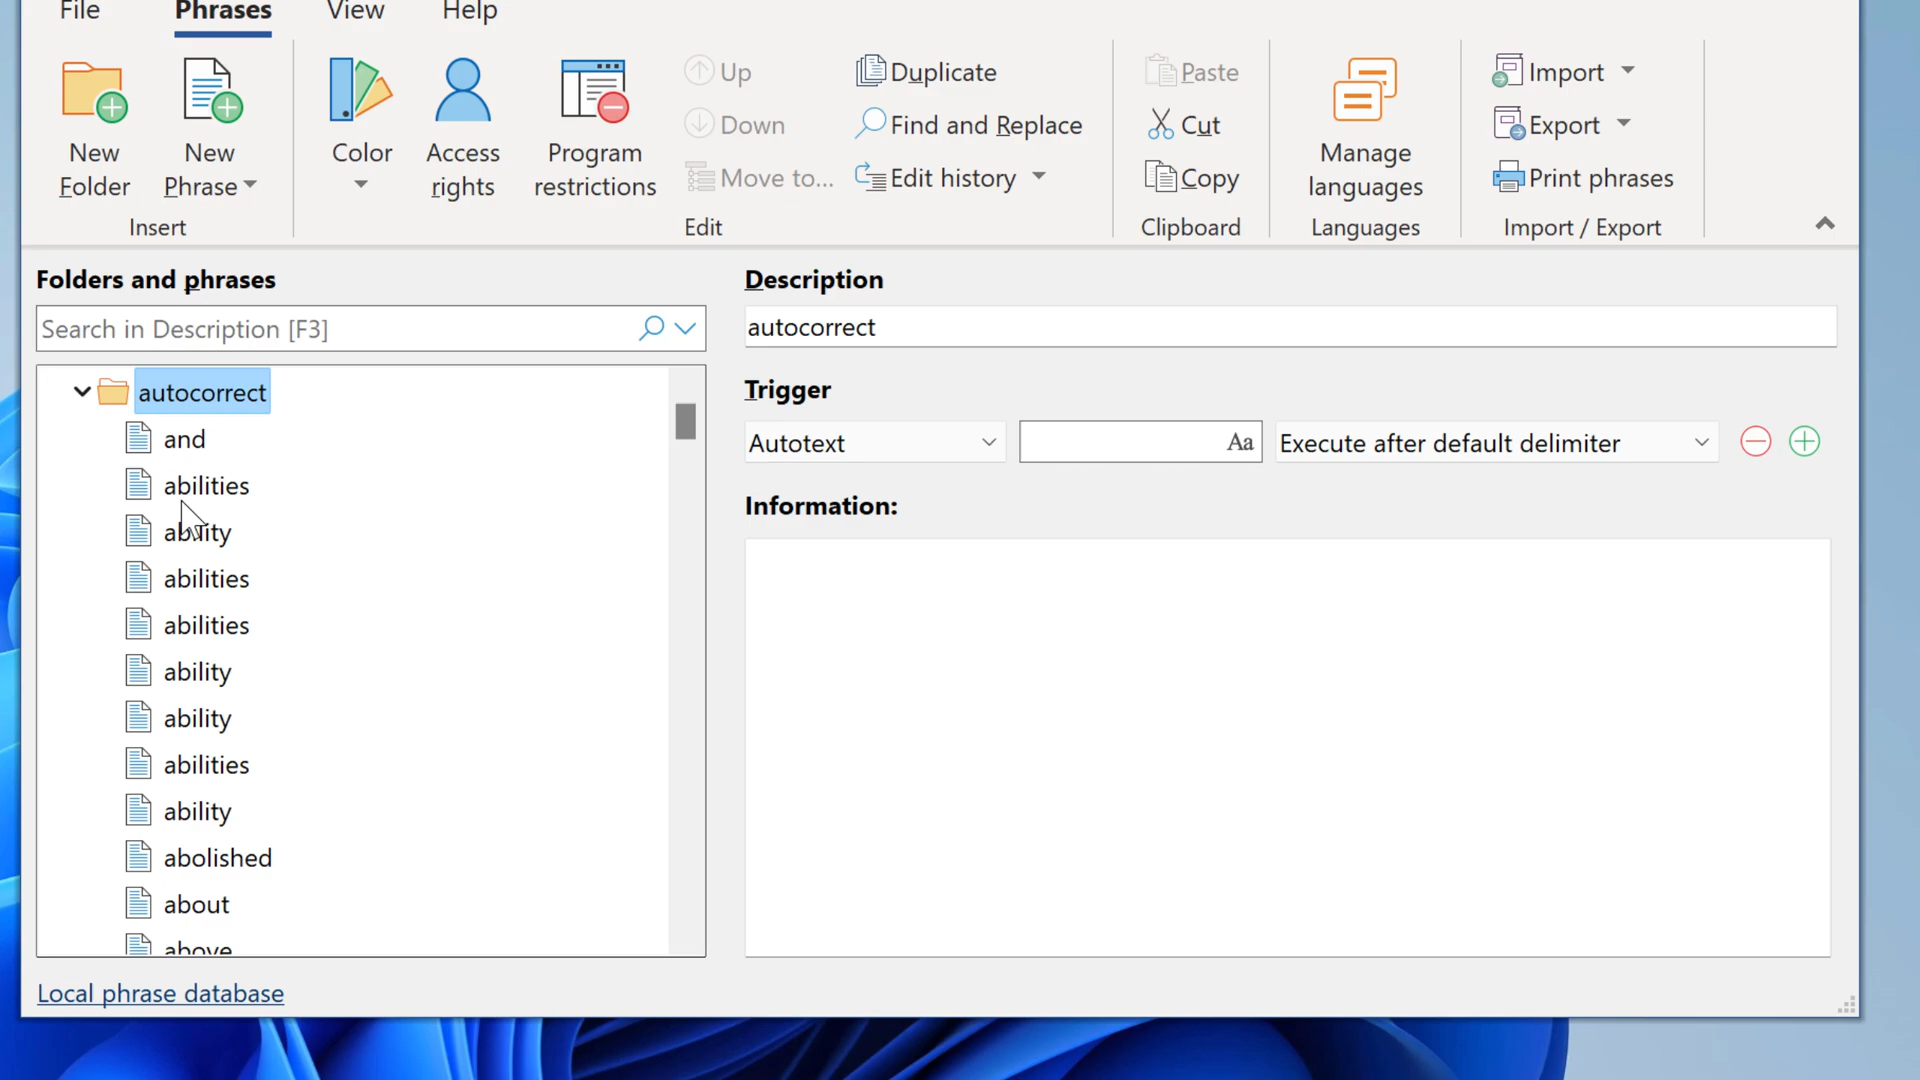 File Phrases View Help
New Folder
New Phrase
Insert
Color
Access rights
Program restrictions
Up
Down
Move to...
Duplicate
Find and Replace
Edit history
Edit
Paste
Cut
Copy
Clipboard
Manage languages
Languages
Import
Export
Print phrases
Import / Export
Folders and phrases
Search in Description [F3]
autocorrect
and
abilities
ability
abilities
abilities
ability
ability
abilities
ability
abolished
about
above
Local phrase database
Description
autocorrect
Trigger
Autotext Aa Execute after default delimiter
Information: